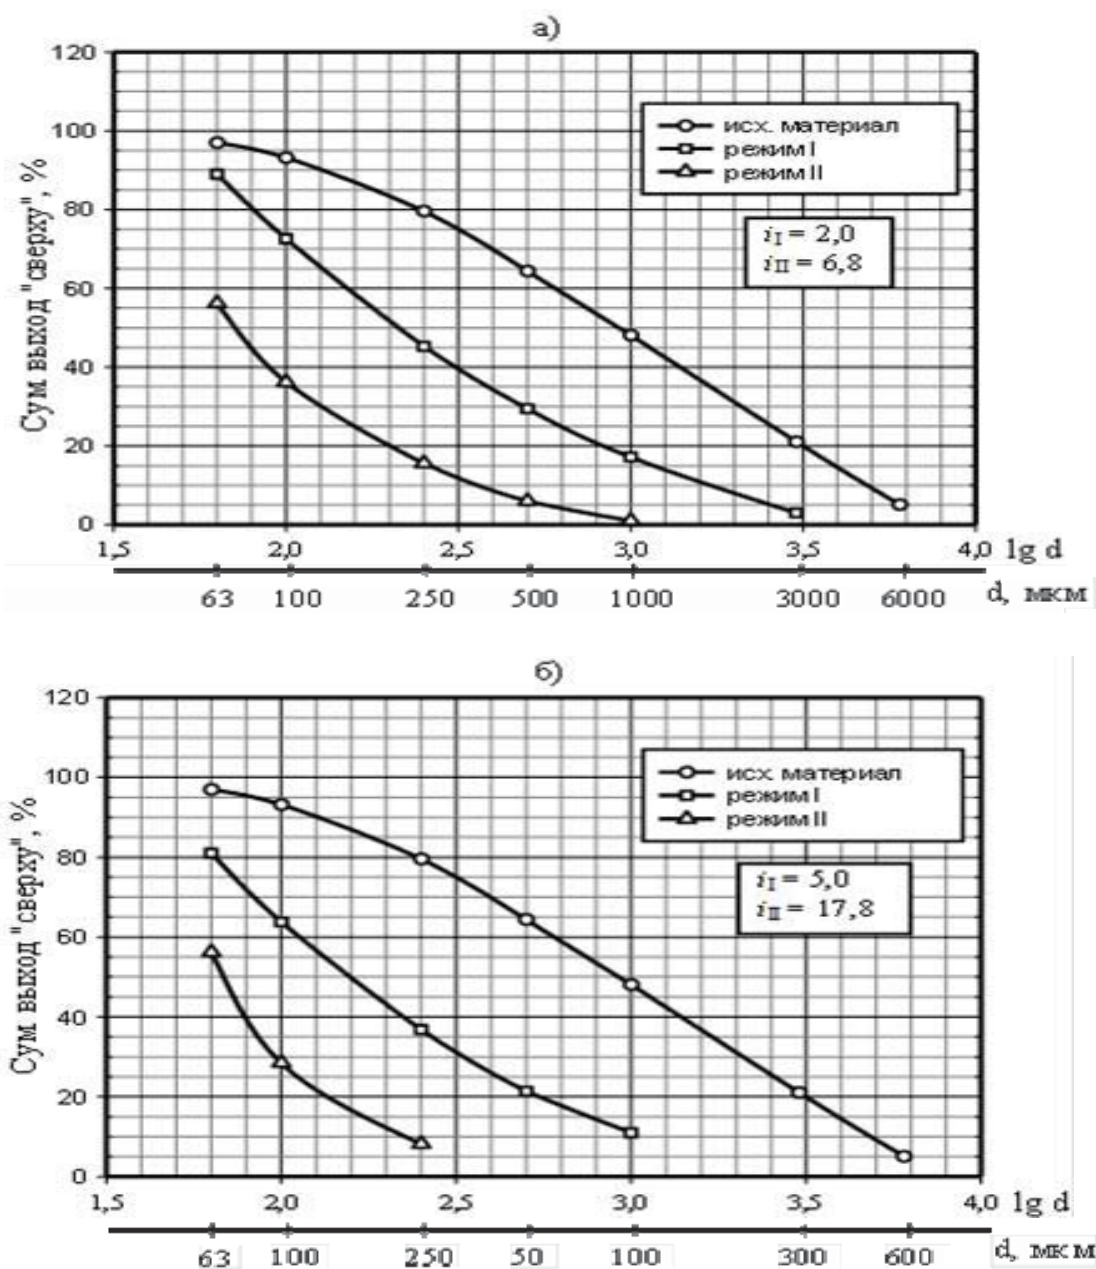 а)
120
100
80
60
40
20
0
Сум выход "сверху", %
исх. материал
режим I
режим II
iI = 2,0
iII = 6,8
1,5 2,0 2,5 3,0 3,5 4,0 lg d
63 100 250 500 1000 3000 6000 d, мкм
б)
120
100
80
60
40
20
0
Сум выход "сверху", %
исх. материал
режим I
режим II
iI = 5,0
iII = 17,8
1,5 2,0 2,5 3,0 3,5 4,0 lg d
63 100 250 50 100 300 600 d, мкм